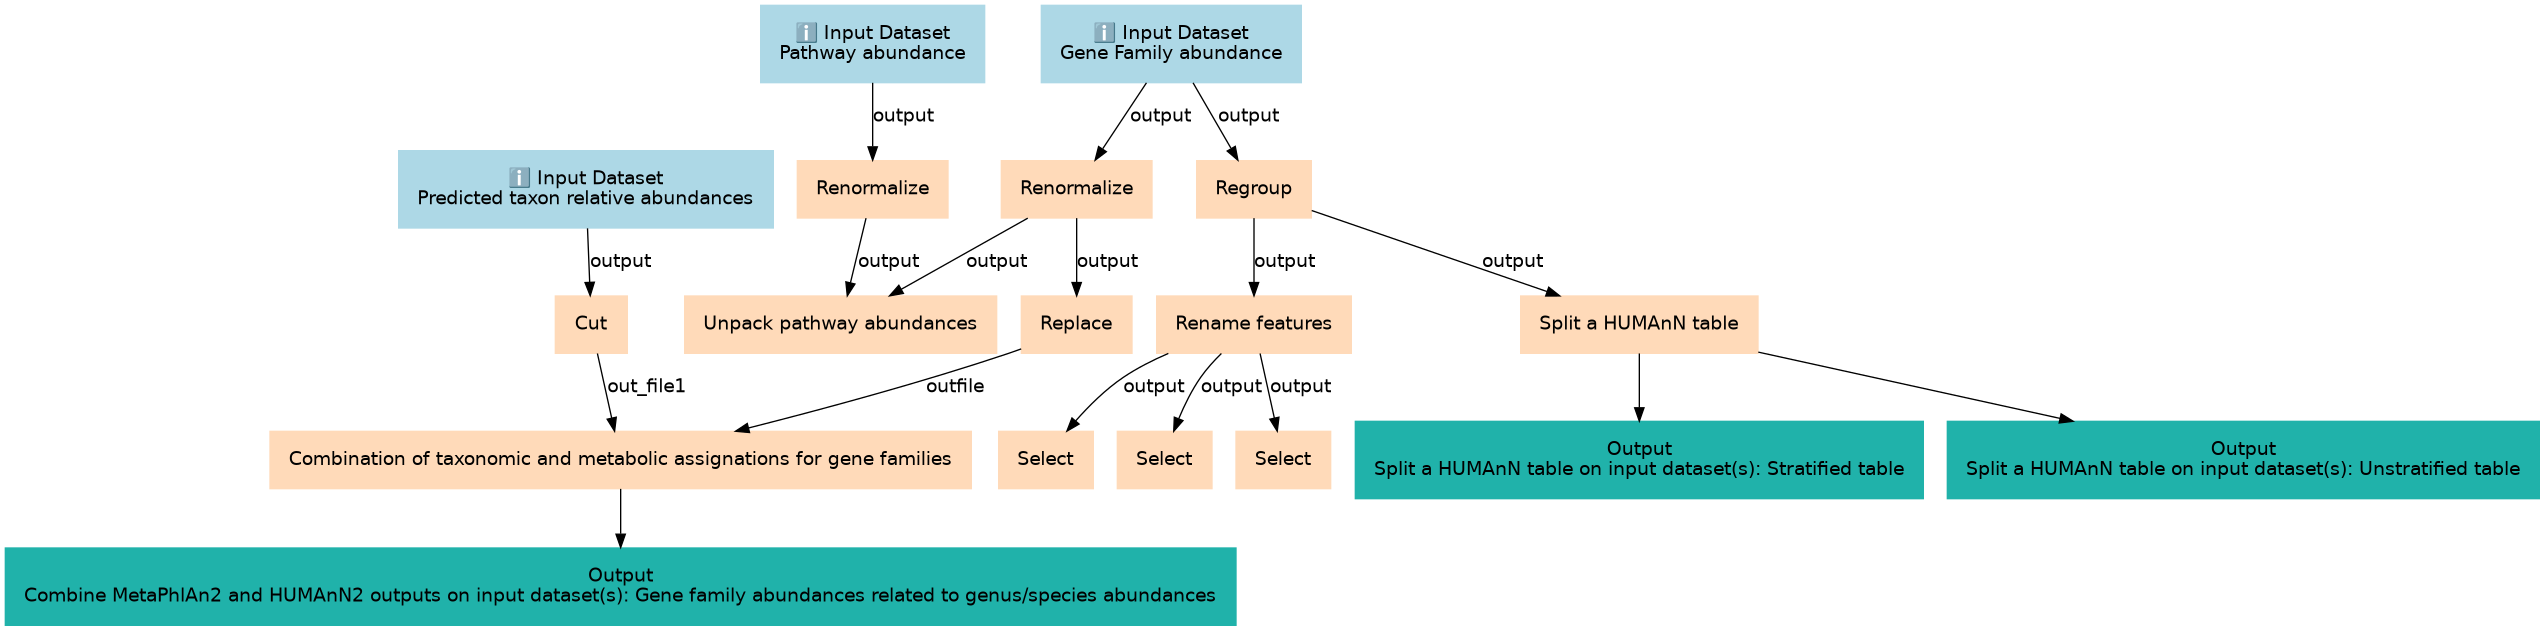 ℹ️ Input Dataset
Pathway abundance
ℹ️ Input Dataset
Gene Family abundance
output
output
output
ℹ️ Input Dataset
Predicted taxon relative abundances
Renormalize
Renormalize
Regroup
output
output
output
output
output
output
Cut
Unpack pathway abundances
Replace
Rename features
Split a HUMAnN table
out_file1
outfile
output
output
output
Combination of taxonomic and metabolic assignations for gene families
Select
Select
Select
Output
Split a HUMAnN table on input dataset(s): Stratified table
Output
Split a HUMAnN table on input dataset(s): Unstratified table
Output
Combine MetaPhlAn2 and HUMAnN2 outputs on input dataset(s): Gene family abundances related to genus/species abundances